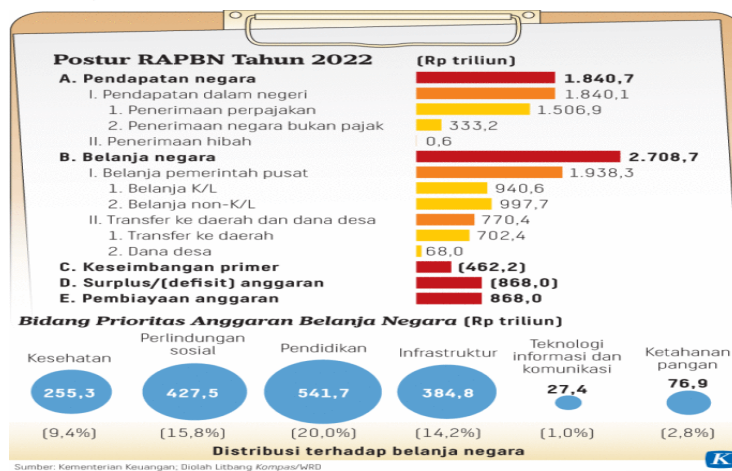 Postur RAPBN Tahun 2022 (Rp triliun)
A. Pendapatan negara 1.840,7
I. Pendapatan dalam negeri 1.840,1
1. Penerimaan perpajakan 1.506,9
2. Penerimaan negara bukan pajak 333,2
II. Penerimaan hibah 0,6
B. Belanja negara 2.708,7
I. Belanja pemerintah pusat 1.938,3
1. Belanja K/L 940,6
2. Belanja non-K/L 997,7
II. Transfer ke daerah dan dana desa 770,4
1. Transfer ke daerah 702,4
2. Dana desa 68,0
C. Keseimbangan primer (462,2)
D. Surplus/(defisit) anggaran (868,0)
E. Pembiayaan anggaran 868,0
Bidang Prioritas Anggaran Belanja Negara (Rp triliun)
Kesehatan
255,3
(9,4%)
Perlindungan
sosial
427,5
(15,8%)
Pendidikan
541,7
(20,0%)
Infrastruktur
384,8
(14,2%)
Teknologi
informasi dan
komunikasi
27,4
(1,0%)
Ketahanan
pangan
76,9
(2,8%)
Distribusi terhadap belanja negara
Sumber: Kementerian Keuangan; Diolah Litbang Kompas/WRD
K